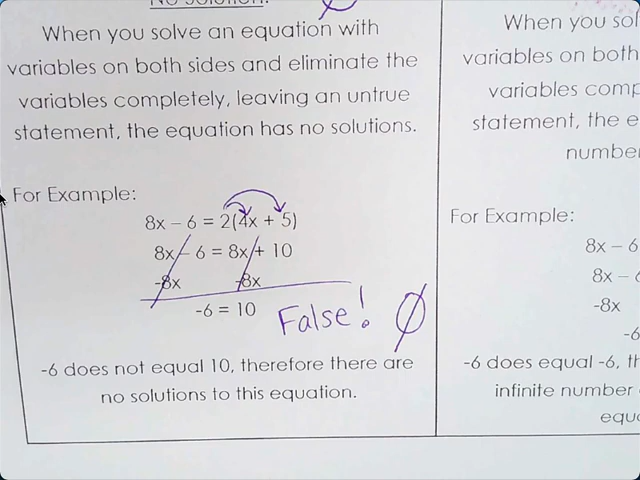 No Solution:
When you solve an equation with
variables on both sides and eliminate the
variables completely, leaving an untrue
statement, the equation has no solutions.
For Example:
8x – 6 = 2(4x + 5)
8x – 6 = 8x + 10
-8x -8x
-6 = 10
False! ∅
-6 does not equal 10, therefore there are
no solutions to this equation.
When you sol
variables on both
variables comp
statement, the e
number
For Example:
8x – 6
8x – 6
-8x
-6
-6 does equal -6, th
infinite number
equa